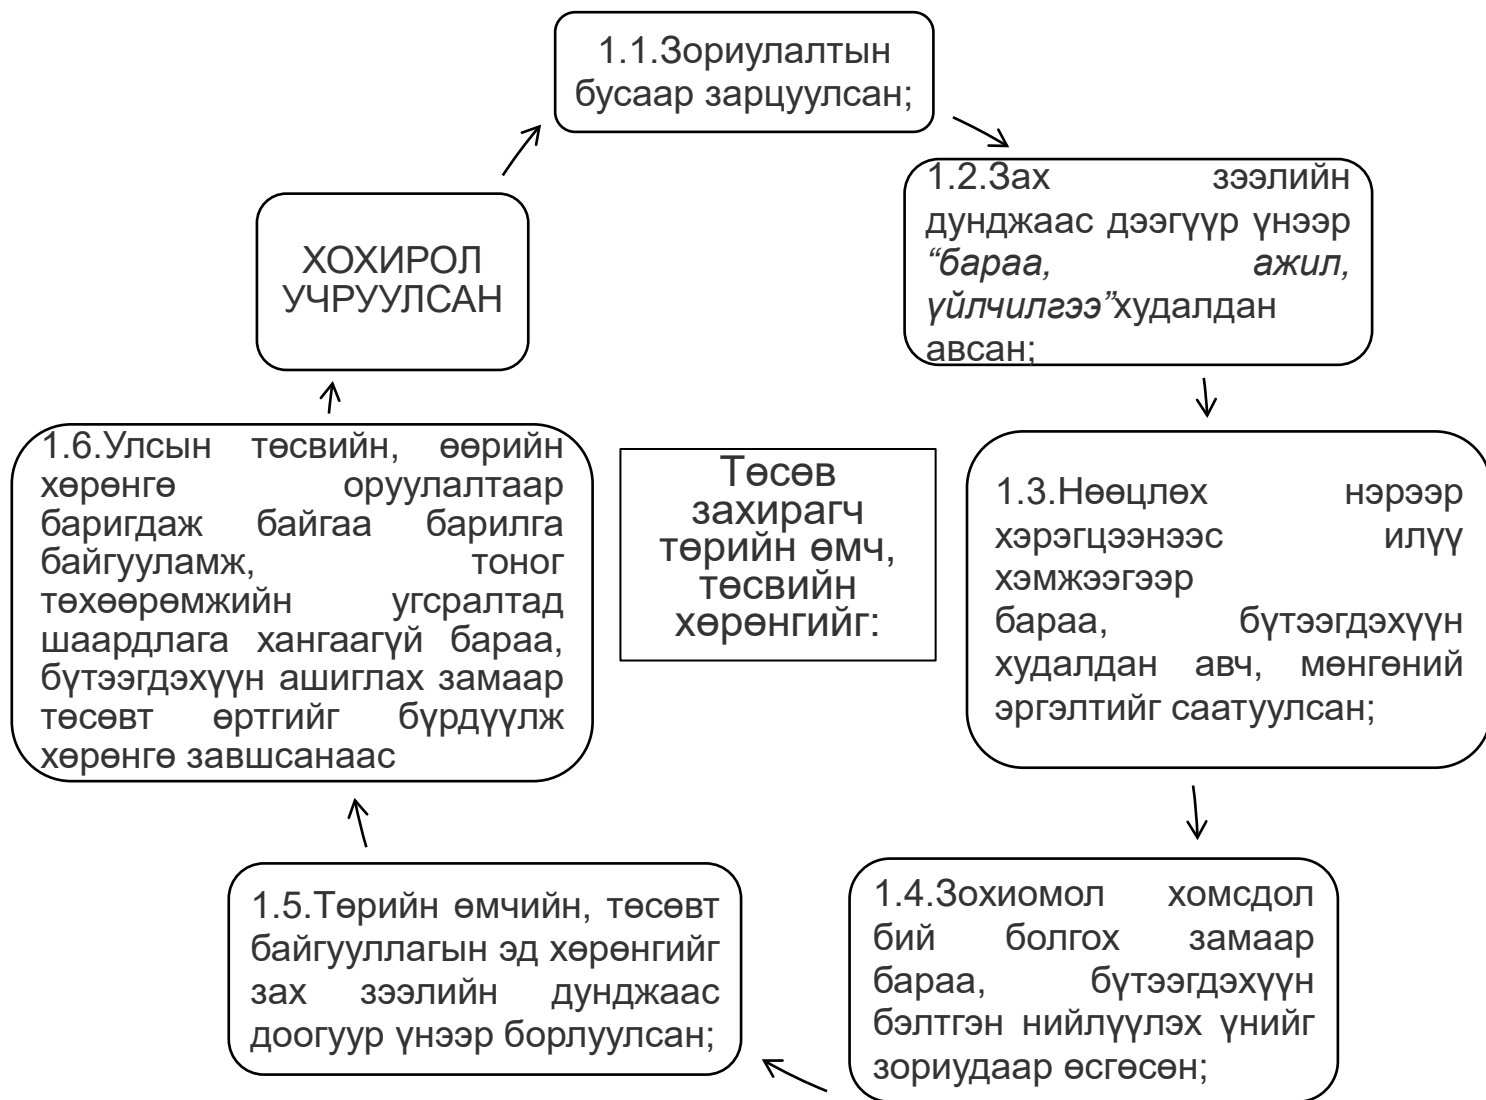 1.1.Зориулалтын
бусаар зарцуулсан;
1.2.Зах зээлийн
дунджаас дээгүүр үнээр
“бараа, ажил,
үйлчилгээ”худалдан
авсан;
1.3.Нөөцлөх нэрээр
хэрэгцээнээс илүү
хэмжээгээр
бараа, бүтээгдэхүүн
худалдан авч, мөнгөний
эргэлтийг саатуулсан;
1.4.Зохиомол хомсдол
бий болгох замаар
бараа, бүтээгдэхүүн
бэлтгэн нийлүүлэх үнийг
зориудаар өсгөсөн;
1.5.Төрийн өмчийн, төсөвт
байгууллагын эд хөрөнгийг
зах зээлийн дунджаас
доогуур үнээр борлуулсан;
1.6.Улсын төсвийн, өөрийн
хөрөнгө оруулалтаар
баригдаж байгаа барилга
байгууламж, тоног
төхөөрөмжийн угсралтад
шаардлага хангаагүй бараа,
бүтээгдэхүүн ашиглах замаар
төсөвт өртгийг бүрдүүлж
хөрөнгө завшсанаас
ХОХИРОЛ
УЧРУУЛСАН
Төсөв
захирагч
төрийн өмч,
төсвийн
хөрөнгийг: